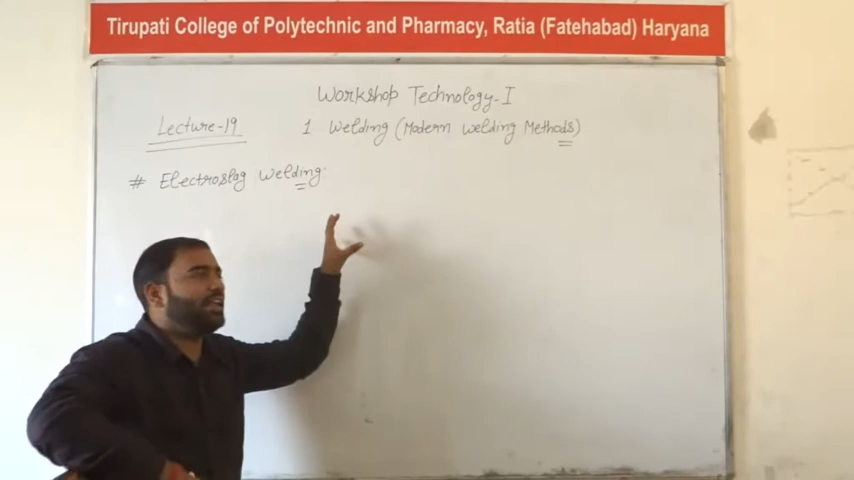 Tirupati College of Polytechnic and Pharmacy, Ratia (Fatehabad) Haryana
Workshop Technology-I
Lecture-19 1 Welding (Modern welding Methods)
# Electroslag welding: